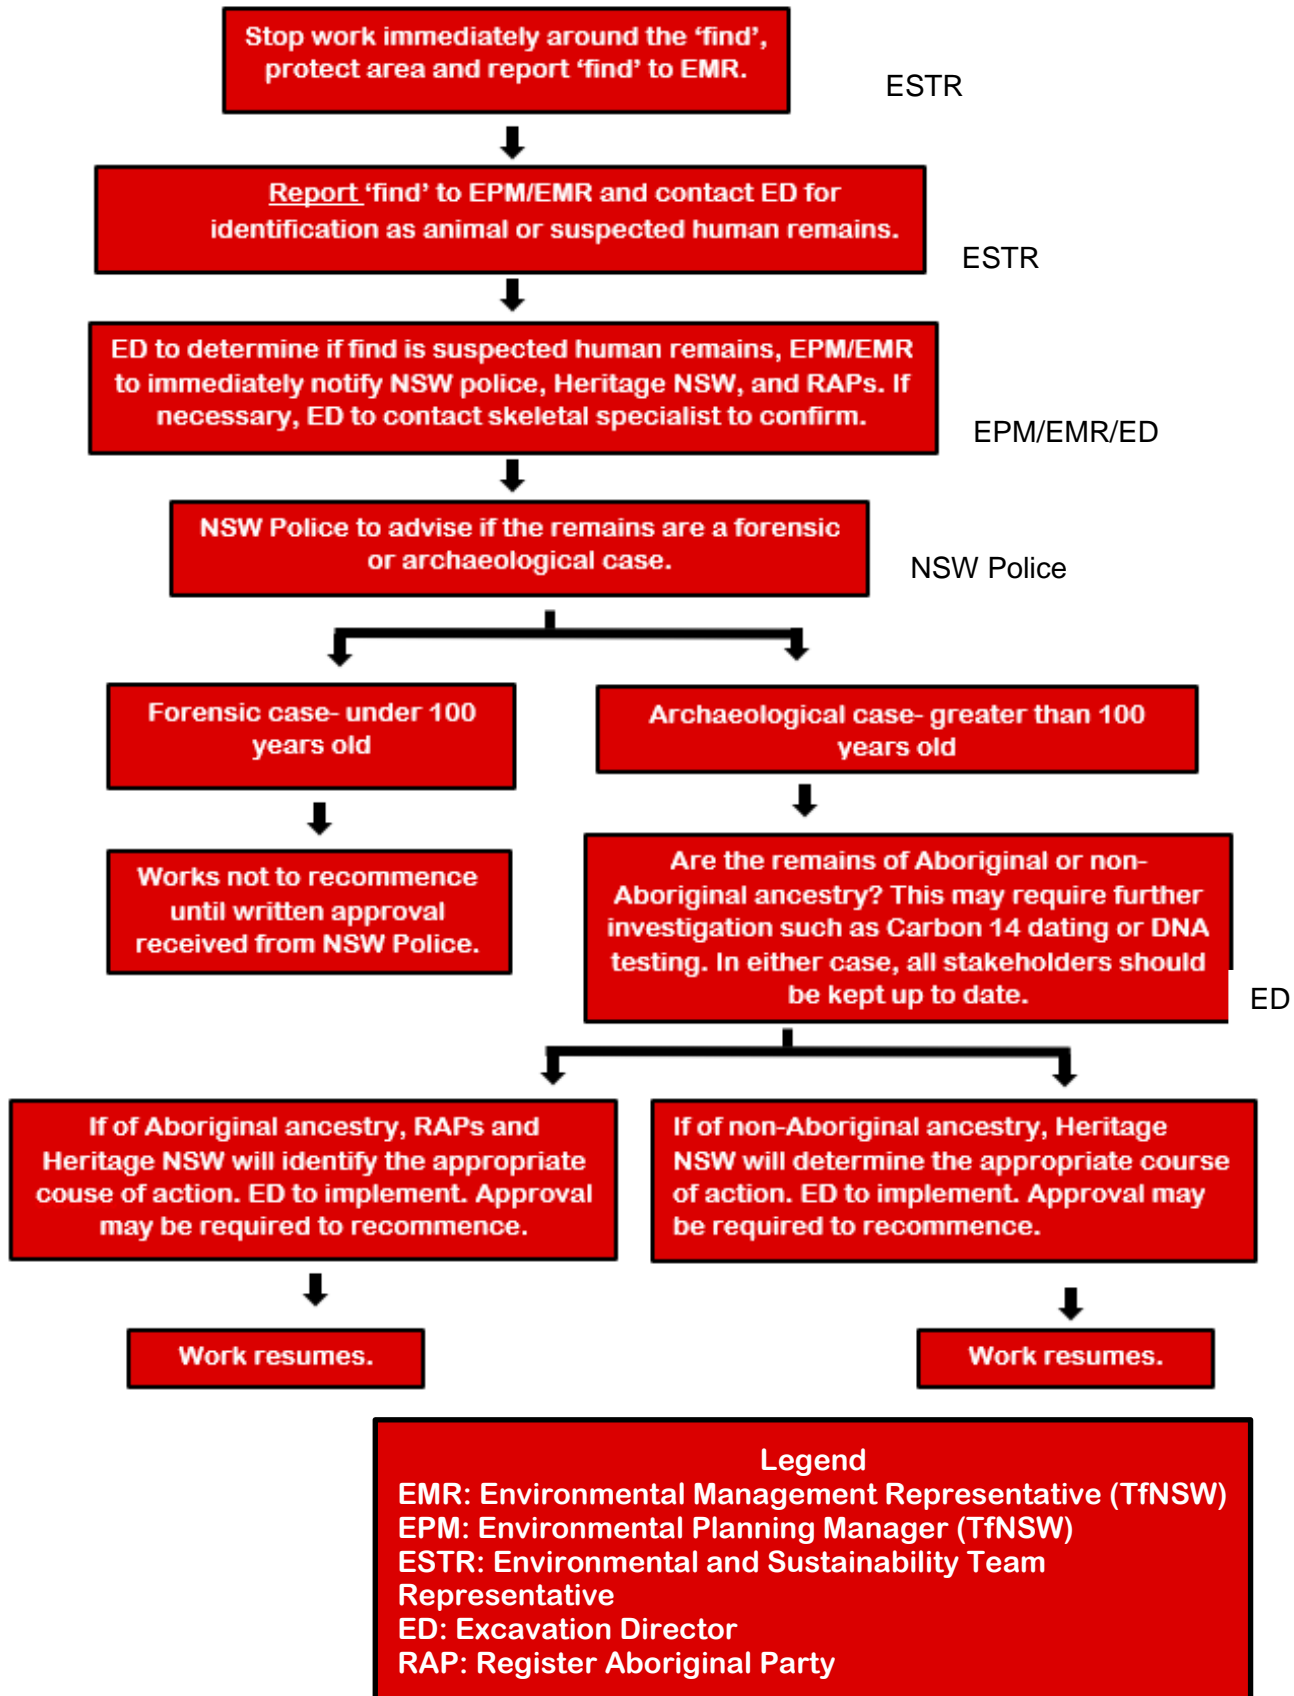 Stop work immediately around the ‘find’,
protect area and report ‘find’ to EMR.
ESTR
Report ‘find’ to EPM/EMR and contact ED for
identification as animal or suspected human remains.
ESTR
ED to determine if find is suspected human remains, EPM/EMR
to immediately notify NSW police, Heritage NSW, and RAPs. If
necessary, ED to contact skeletal specialist to confirm.
EPM/EMR/ED
NSW Police to advise if the remains are a forensic
or archaeological case.
NSW Police
Forensic case- under 100
years old
Archaeological case- greater than 100
years old
Works not to recommence
until written approval
received from NSW Police.
Are the remains of Aboriginal or non-
Aboriginal ancestry? This may require further
investigation such as Carbon 14 dating or DNA
testing. In either case, all stakeholders should
be kept up to date.
ED
If of Aboriginal ancestry, RAPs and
Heritage NSW will identify the appropriate
couse of action. ED to implement. Approval
may be required to recommence.
If of non-Aboriginal ancestry, Heritage
NSW will determine the appropriate course
of action. ED to implement. Approval may
be required to recommence.
Work resumes.
Work resumes.
Legend
EMR: Environmental Management Representative (TfNSW)
EPM: Environmental Planning Manager (TfNSW)
ESTR: Environmental and Sustainability Team
Representative
ED: Excavation Director
RAP: Register Aboriginal Party